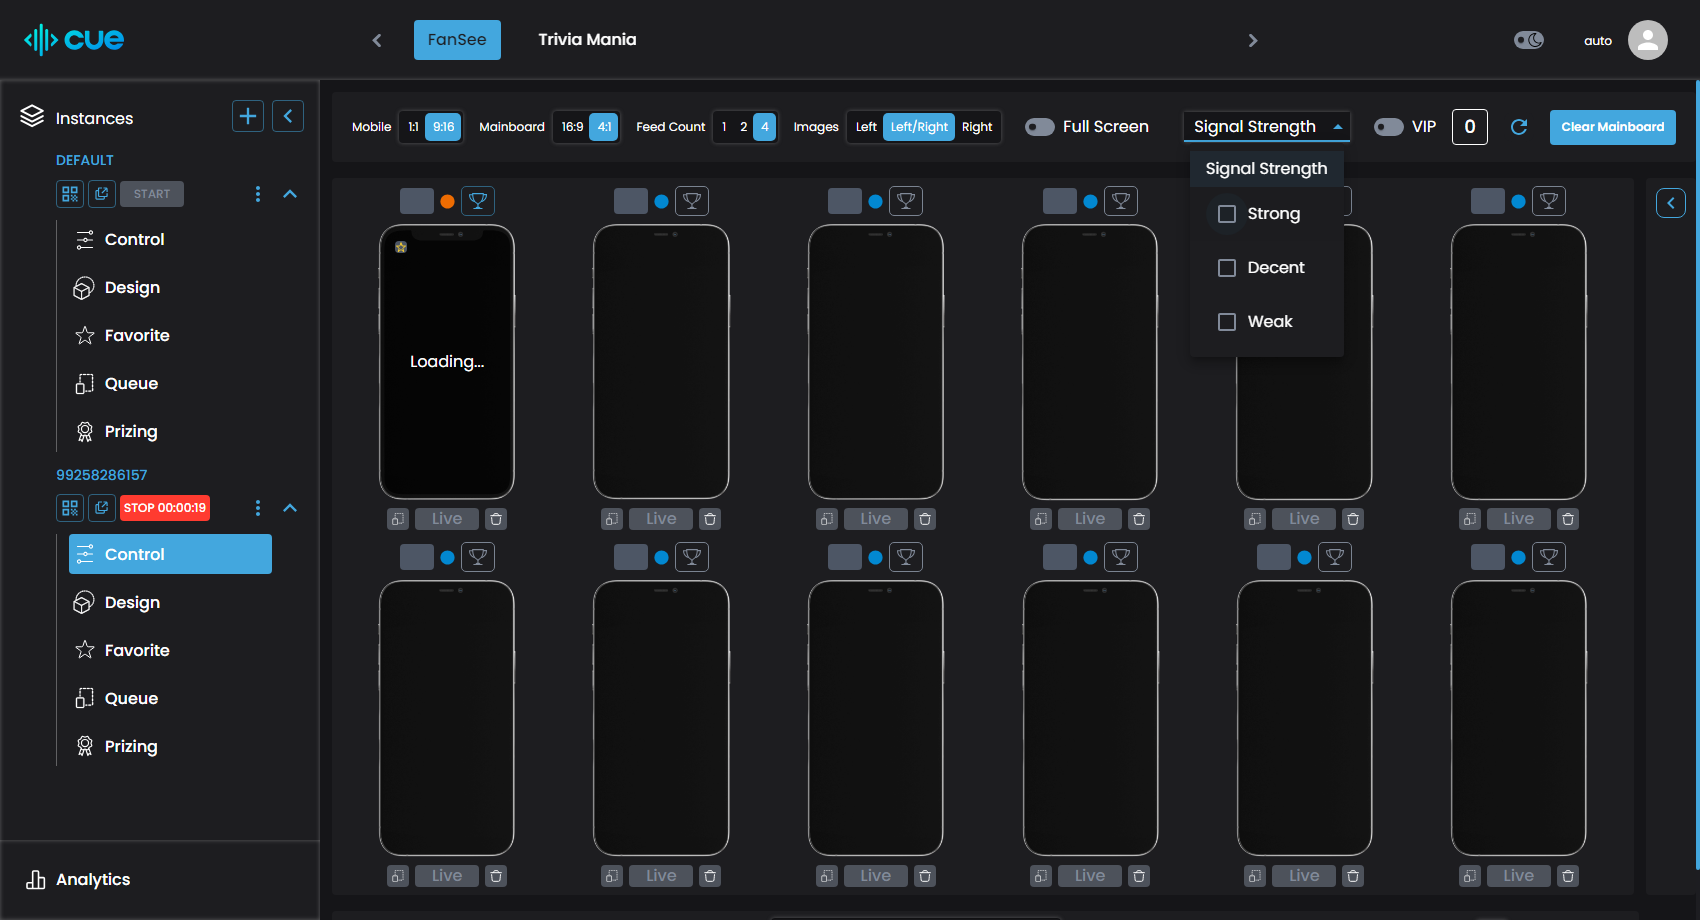 cue
FanSee
Trivia Mania
auto
Instances
DEFAULT
START
Control
Design
Favorite
Queue
Prizing
99258286157
STOP 00:00:19
Control
Design
Favorite
Queue
Prizing
Analytics
Mobile 1:1 9:16 Mainboard 16:9 4:1 Feed Count 1 2 4 Images Left Left/Right Right Full Screen Signal Strength VIP 0 Clear Mainboard
Signal Strength
Strong
Decent
Weak
Loading...
Live Live Live Live Live Live
Live Live Live Live Live Live